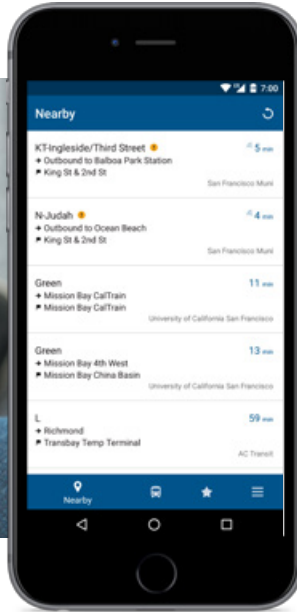 7:00
Nearby
KT-Ingleside/Third Street
5 min
Outbound to Balboa Park Station
King St & 2nd St
San Francisco Muni
N-Judah
4 min
Outbound to Ocean Beach
King St & 2nd St
San Francisco Muni
Green
11 min
Mission Bay CalTrain
Mission Bay CalTrain
University of California San Francisco
Green
13 min
Mission Bay 4th West
Mission Bay China Basin
University of California San Francisco
L
59 min
Richmond
Transbay Temp Terminal
AC Transit
Nearby